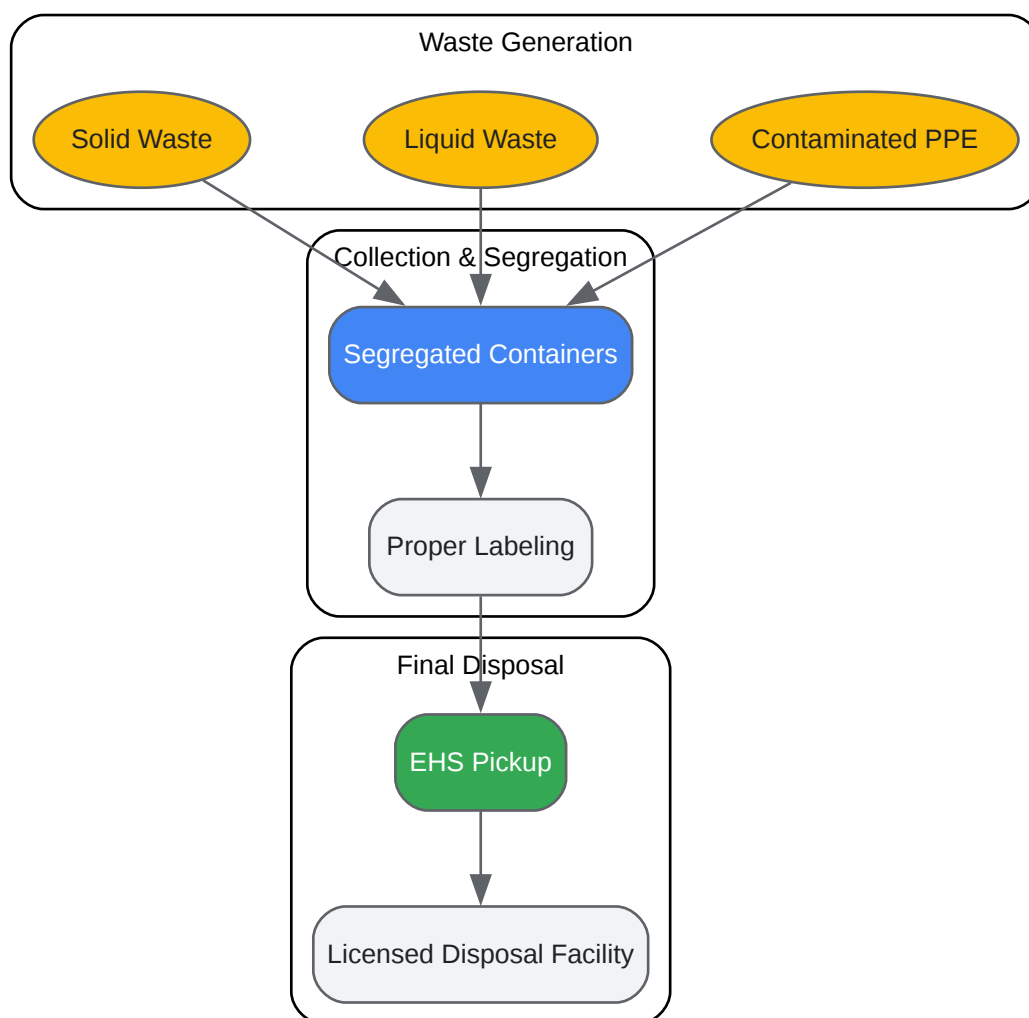 Waste Generation
Solid Waste
Liquid Waste
Contaminated PPE
Collection & Segregation
Segregated Containers
Proper Labeling
Final Disposal
EHS Pickup
Licensed Disposal Facility